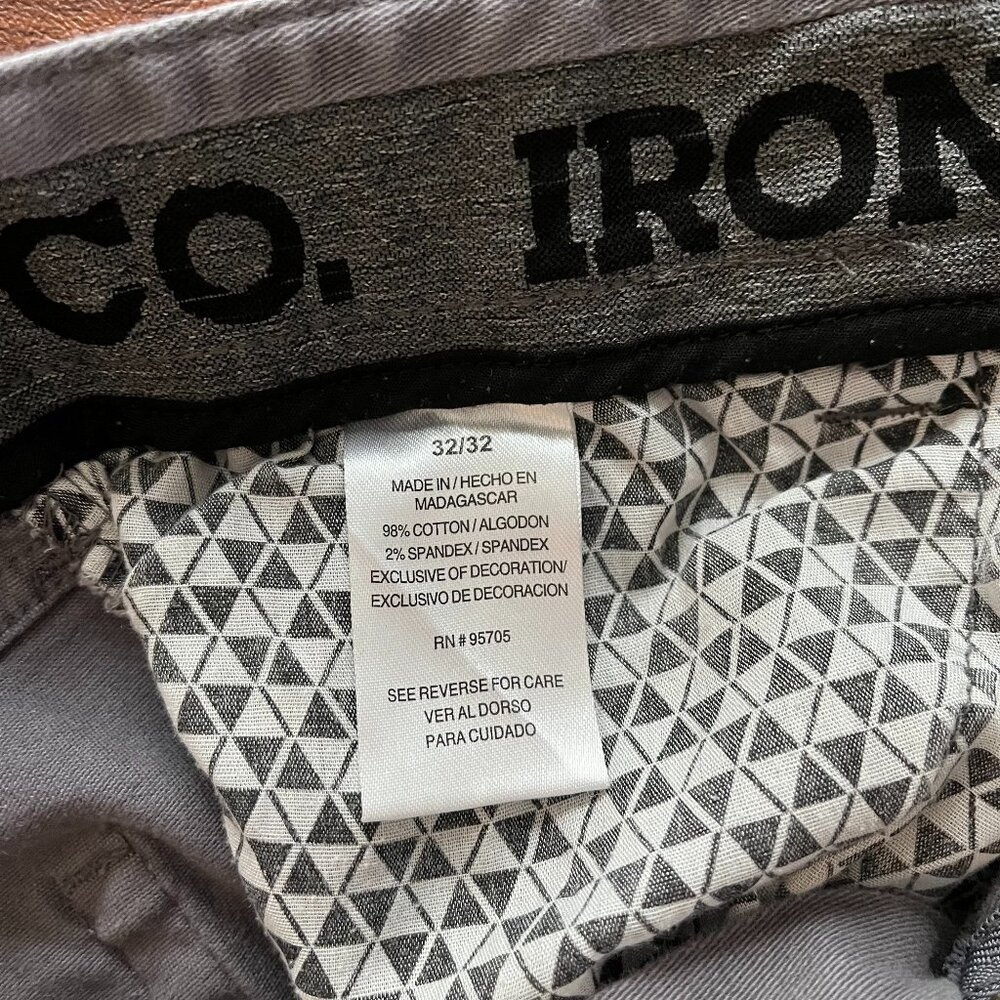 CO. IRON
32/32
MADE IN / HECHO EN
MADAGASCAR
98% COTTON / ALGODON
2% SPANDEX / SPANDEX
EXCLUSIVE OF DECORATION/
EXCLUSIVO DE DECORACION
RN # 95705
SEE REVERSE FOR CARE
VER AL DORSO
PARA CUIDADO